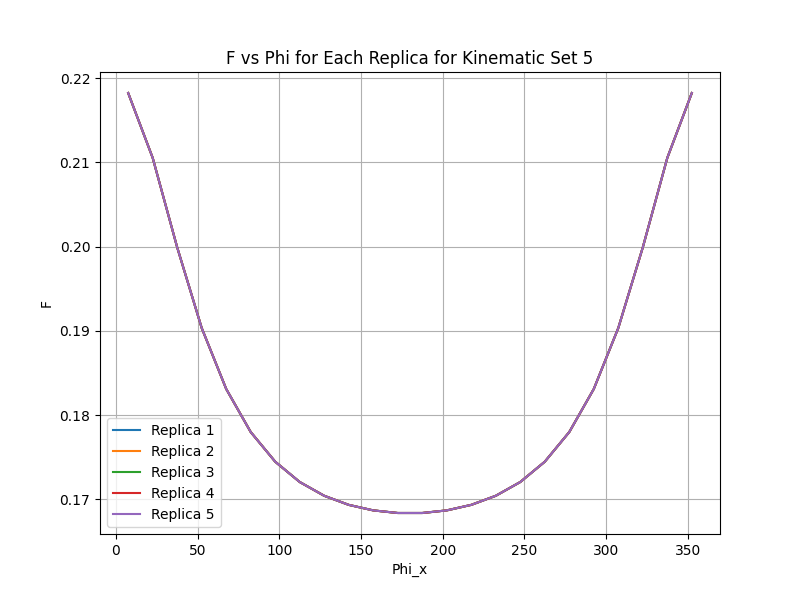 F vs Phi for Each Replica for Kinematic Set 5
0.22
0.21
0.20
0.19
0.18
0.17
F
Replica 1
Replica 2
Replica 3
Replica 4
Replica 5
0 50 100 150 200 250 300 350
Phi_x